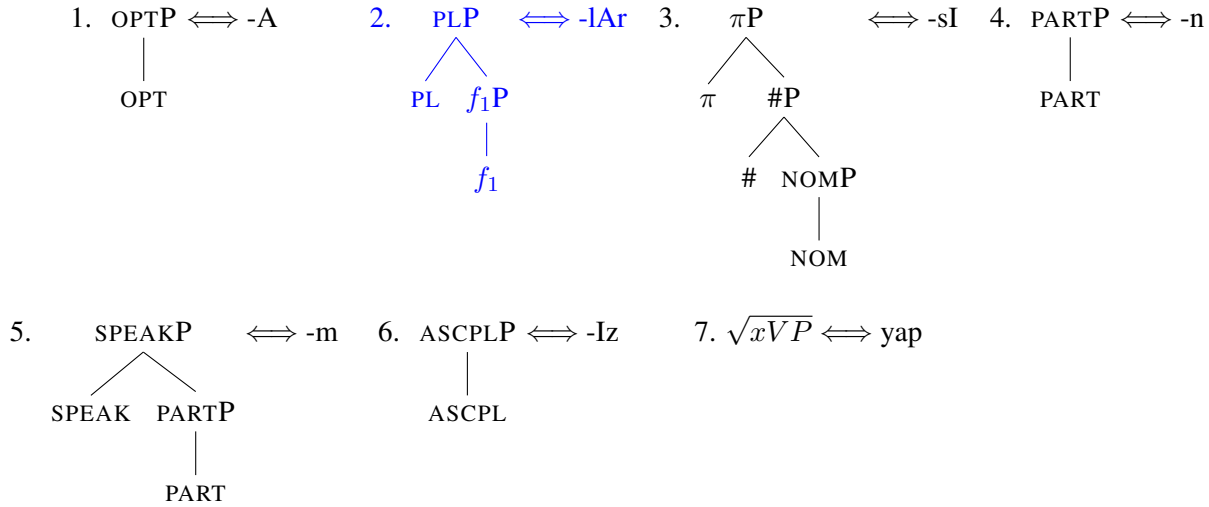 1. OPTP ⟺ -A 2. PLP ⟺ -lAr 3. πP ⟺ -sI 4. PARTP ⟺ -n
OPT PL f₁P π #P PART
f₁ # NOMP
NOM
5. SPEAKP ⟺ -m 6. ASCPLP ⟺ -Iz 7. √xVP ⟺ yap
SPEAK PARTP ASCPL
PART